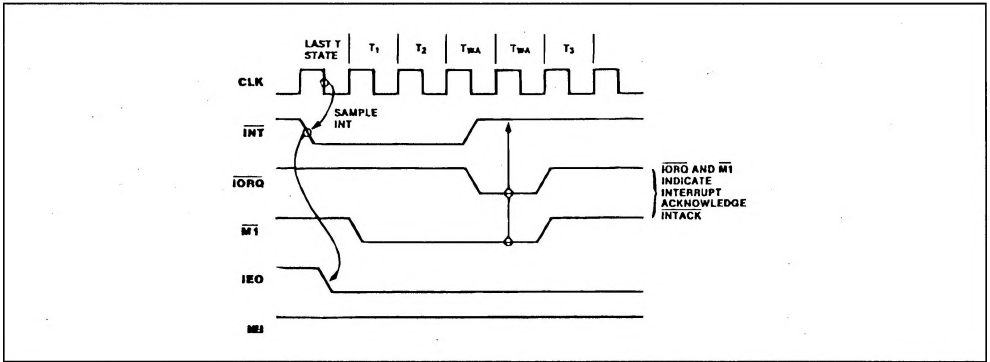 LAST T STATE T1 T2 TWA TWA T3
CLK
SAMPLE INT
INT
IORQ
IORQ AND M1
INDICATE
INTERRUPT
ACKNOWLEDGE
INTACK
M1
IEO